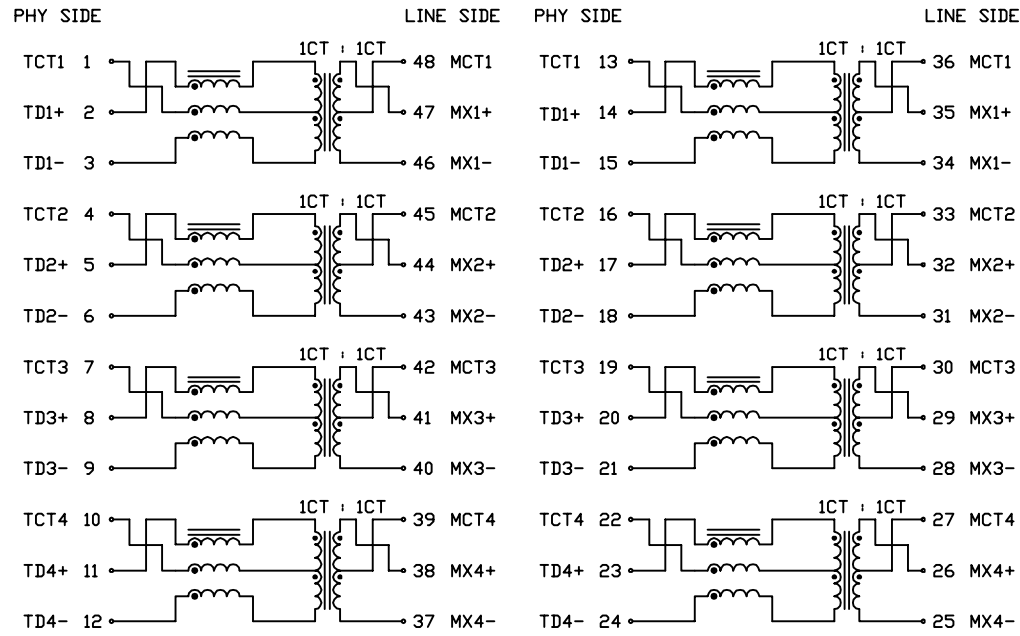 PHY SIDE LINE SIDE PHY SIDE LINE SIDE
1CT : 1CT 1CT : 1CT
TCT1 1 48 MCT1 TCT1 13 36 MCT1
TD1+ 2 47 MX1+ TD1+ 14 35 MX1+
TD1- 3 46 MX1- TD1- 15 34 MX1-
1CT : 1CT 1CT : 1CT
TCT2 4 45 MCT2 TCT2 16 33 MCT2
TD2+ 5 44 MX2+ TD2+ 17 32 MX2+
TD2- 6 43 MX2- TD2- 18 31 MX2-
1CT : 1CT 1CT : 1CT
TCT3 7 42 MCT3 TCT3 19 30 MCT3
TD3+ 8 41 MX3+ TD3+ 20 29 MX3+
TD3- 9 40 MX3- TD3- 21 28 MX3-
1CT : 1CT 1CT : 1CT
TCT4 10 39 MCT4 TCT4 22 27 MCT4
TD4+ 11 38 MX4+ TD4+ 23 26 MX4+
TD4- 12 37 MX4- TD4- 24 25 MX4-